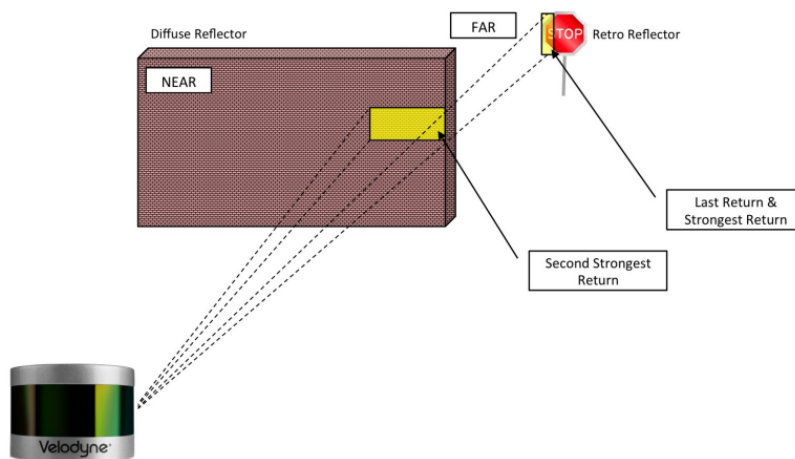 FAR
Diffuse Reflector
STOP
Retro Reflector
NEAR
Last Return &
Strongest Return
Second Strongest
Return
Velodyne